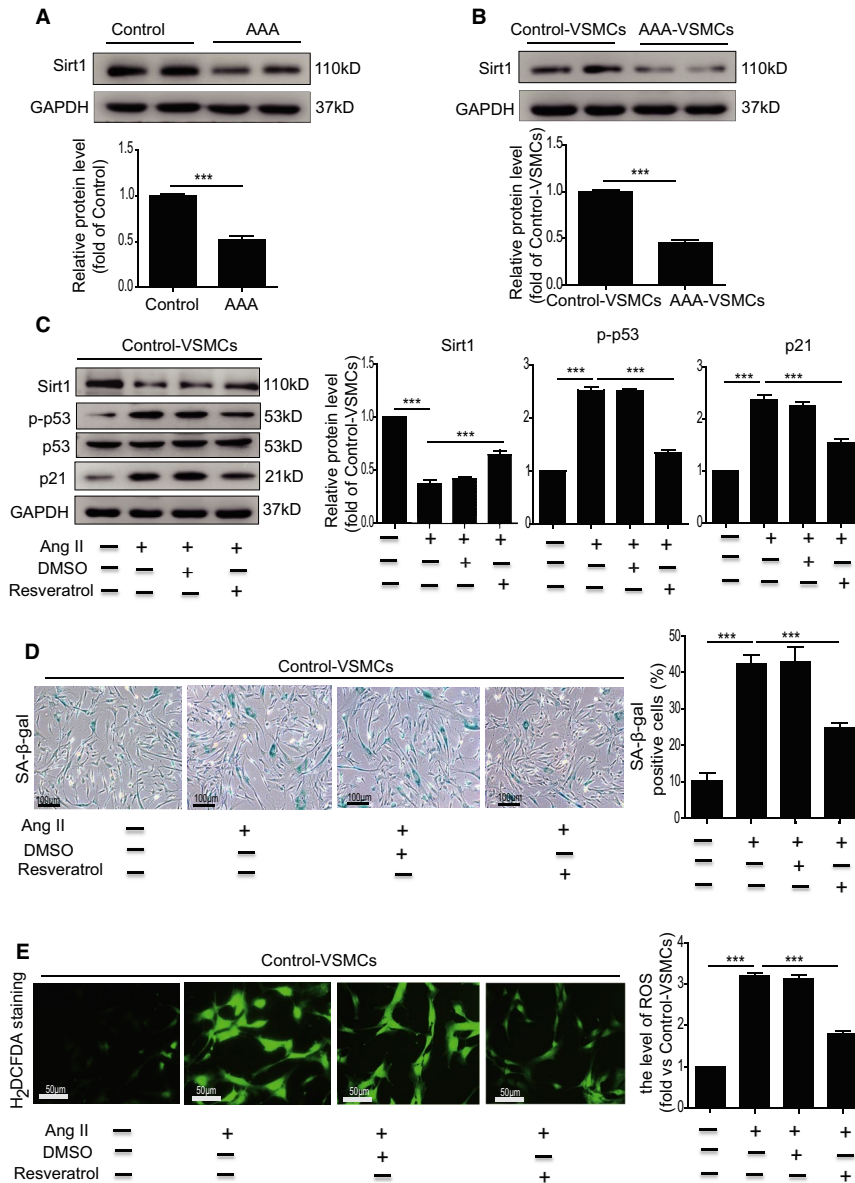 A
Control AAA
Sirt1 110kD
GAPDH 37kD
Relative protein level
(fold of Control)
1.5
1.0
0.5
0.0
***
Control AAA
B
Control-VSMCs AAA-VSMCs
Sirt1 110kD
GAPDH 37kD
Relative protein level
(fold of Control-VSMCs)
1.5
1.0
0.5
0.0
***
Control-VSMCs AAA-VSMCs
C
Control-VSMCs
Sirt1 110kD
p-p53 53kD
p53 53kD
p21 21kD
GAPDH 37kD
Ang II — + + +
DMSO — — + —
Resveratrol — — — +
Relative protein level
(fold of Control-VSMCs)
Sirt1
1.5
1.0
0.5
0.0
*** ***
— + + +
— — + —
— — — +
p-p53
3
2
1
0
*** ***
— + + +
— — + —
— — — +
p21
3
2
1
0
*** ***
— + + +
— — + —
— — — +
D
Control-VSMCs
SA-β-gal
100μm 100μm 100μm 100μm
Ang II — + + +
DMSO — — + —
Resveratrol — — — +
SA-β-gal
positive cells (%)
50
40
30
20
10
0
*** ***
— + + +
— — + —
— — — +
E
Control-VSMCs
H2DCFDA staining
50μm 50μm 50μm 50μm
Ang II — + + +
DMSO — — + —
Resveratrol — — — +
the level of ROS
(fold vs Control-VSMCs)
4
3
2
1
0
*** ***
— + + +
— — + —
— — — +